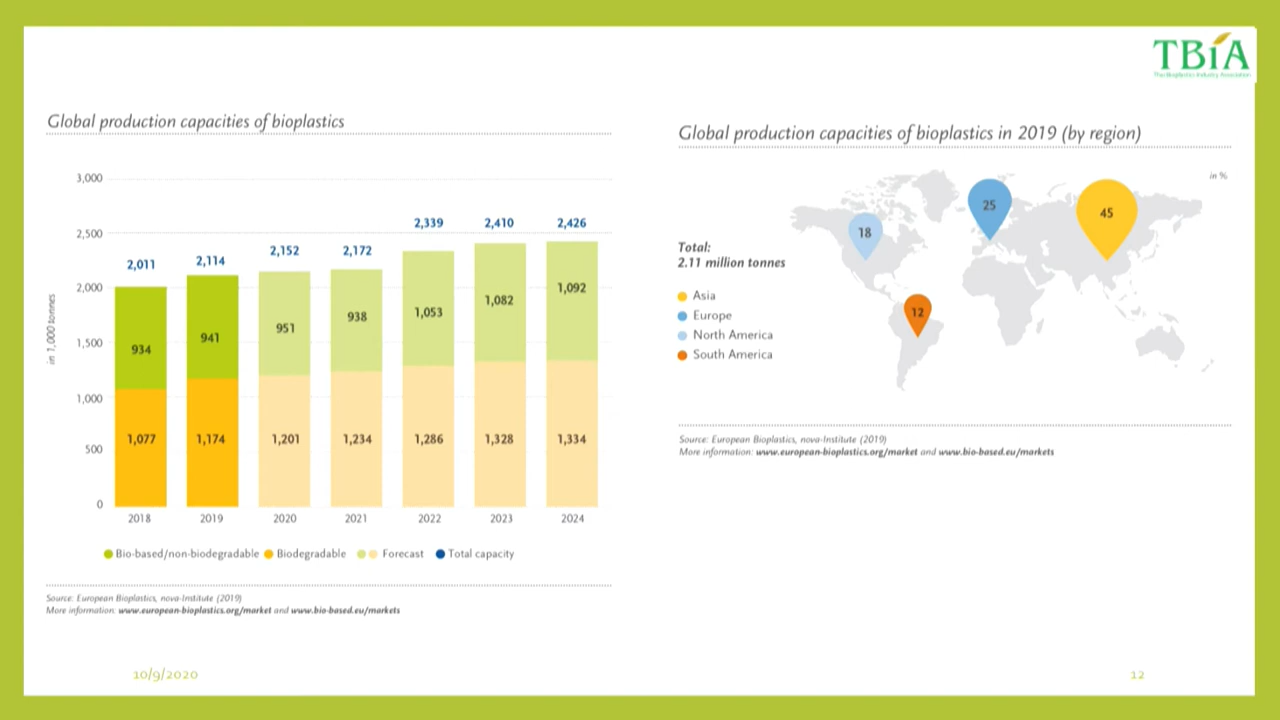 TBiA
Thai Bioplastics Industry Association
Global production capacities of bioplastics
3,000
2,500
2,000
1,500
1,000
500
0
in 1,000 tonnes
2,011
2,114
2,152
2,172
2,339
2,410
2,426
934
941
951
938
1,053
1,082
1,092
1,077
1,174
1,201
1,234
1,286
1,328
1,334
2018
2019
2020
2021
2022
2023
2024
Bio-based/non-biodegradable Biodegradable Forecast Total capacity
Source: European Bioplastics, nova-Institute (2019)
More information: www.european-bioplastics.org/market and www.bio-based.eu/markets
Global production capacities of bioplastics in 2019 (by region)
in %
18
25
45
12
Total:
2.11 million tonnes
Asia
Europe
North America
South America
Source: European Bioplastics, nova-Institute (2019)
More information: www.european-bioplastics.org/market and www.bio-based.eu/markets
10/9/2020
12